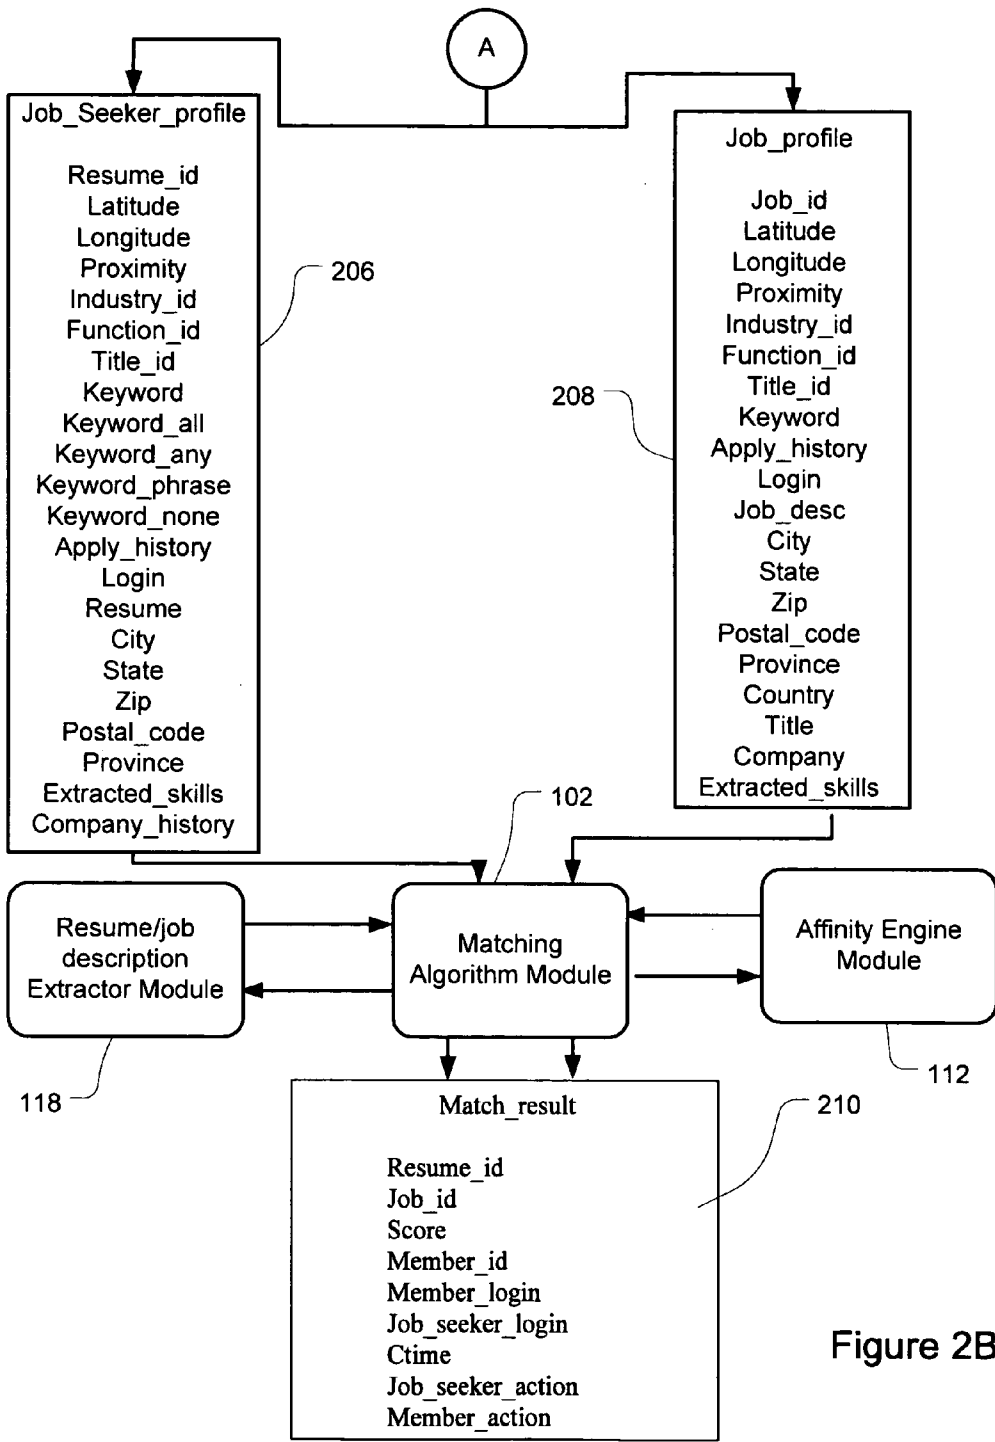 A
Job_Seeker_profile
Resume_id
Latitude
Longitude
Proximity
Industry_id
Function_id
Title_id
Keyword
Keyword_all
Keyword_any
Keyword_phrase
Keyword_none
Apply_history
Login
Resume
City
State
Zip
Postal_code
Province
Extracted_skills
Company_history
206
Job_profile
Job_id
Latitude
Longitude
Proximity
Industry_id
Function_id
Title_id
Keyword
Apply_history
Login
Job_desc
City
State
Zip
Postal_code
Province
Country
Title
Company
Extracted_skills
208
102
Resume/job
description
Extractor Module
118
Matching
Algorithm Module
Affinity Engine
Module
112
Match_result
Resume_id
Job_id
Score
Member_id
Member_login
Job_seeker_login
Ctime
Job_seeker_action
Member_action
210
Figure 2B